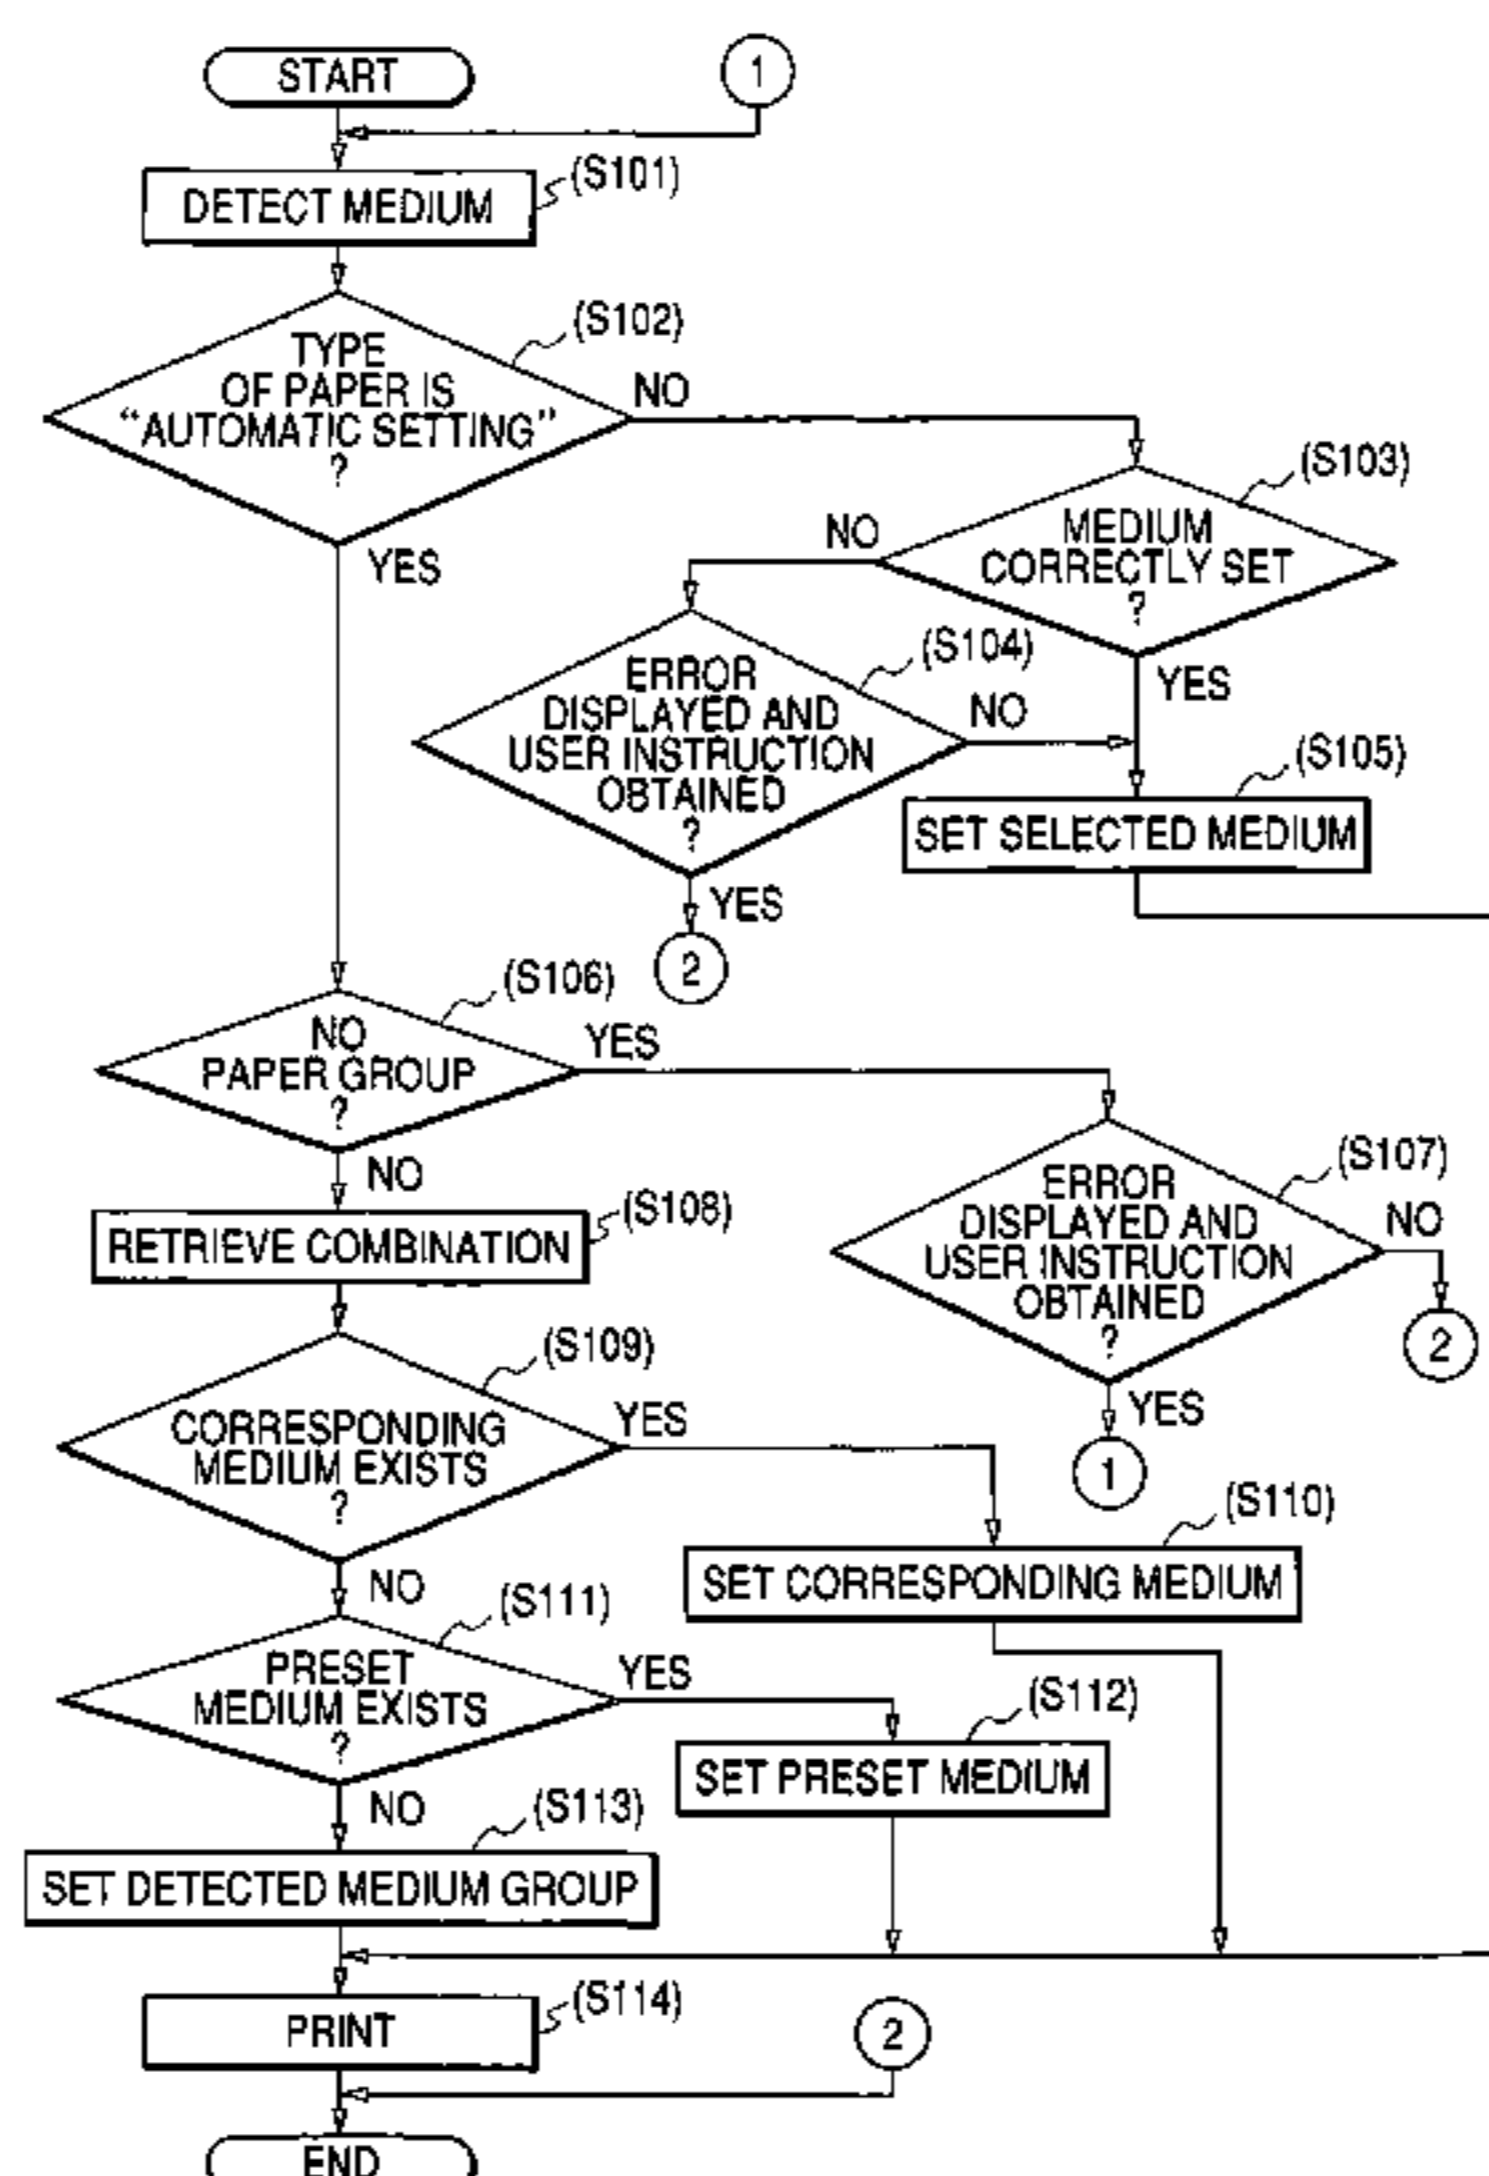 START
1
(S101)
DETECT MEDIUM
(S102)
TYPE
OF PAPER IS
“AUTOMATIC SETTING”
?
NO
YES
(S103)
MEDIUM
CORRECTLY SET
?
NO
YES
(S104)
ERROR
DISPLAYED AND
USER INSTRUCTION
OBTAINED
?
NO
YES
2
(S105)
SET SELECTED MEDIUM
(S106)
NO
PAPER GROUP
?
YES
NO
(S107)
ERROR
DISPLAYED AND
USER INSTRUCTION
OBTAINED
?
NO
2
YES
1
(S108)
RETRIEVE COMBINATION
(S109)
CORRESPONDING
MEDIUM EXISTS
?
YES
NO
(S110)
SET CORRESPONDING MEDIUM
(S111)
PRESET
MEDIUM EXISTS
?
YES
NO
(S112)
SET PRESET MEDIUM
(S113)
SET DETECTED MEDIUM GROUP
(S114)
PRINT
2
END